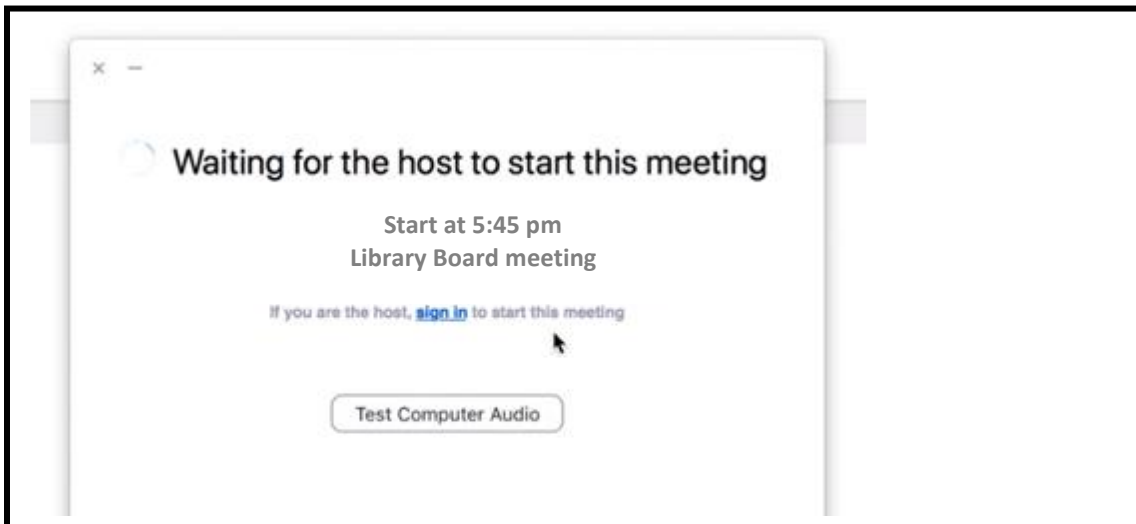 Waiting for the host to start this meeting
Start at 5:45 pm
Library Board meeting
If you are the host, sign in to start this meeting
Test Computer Audio